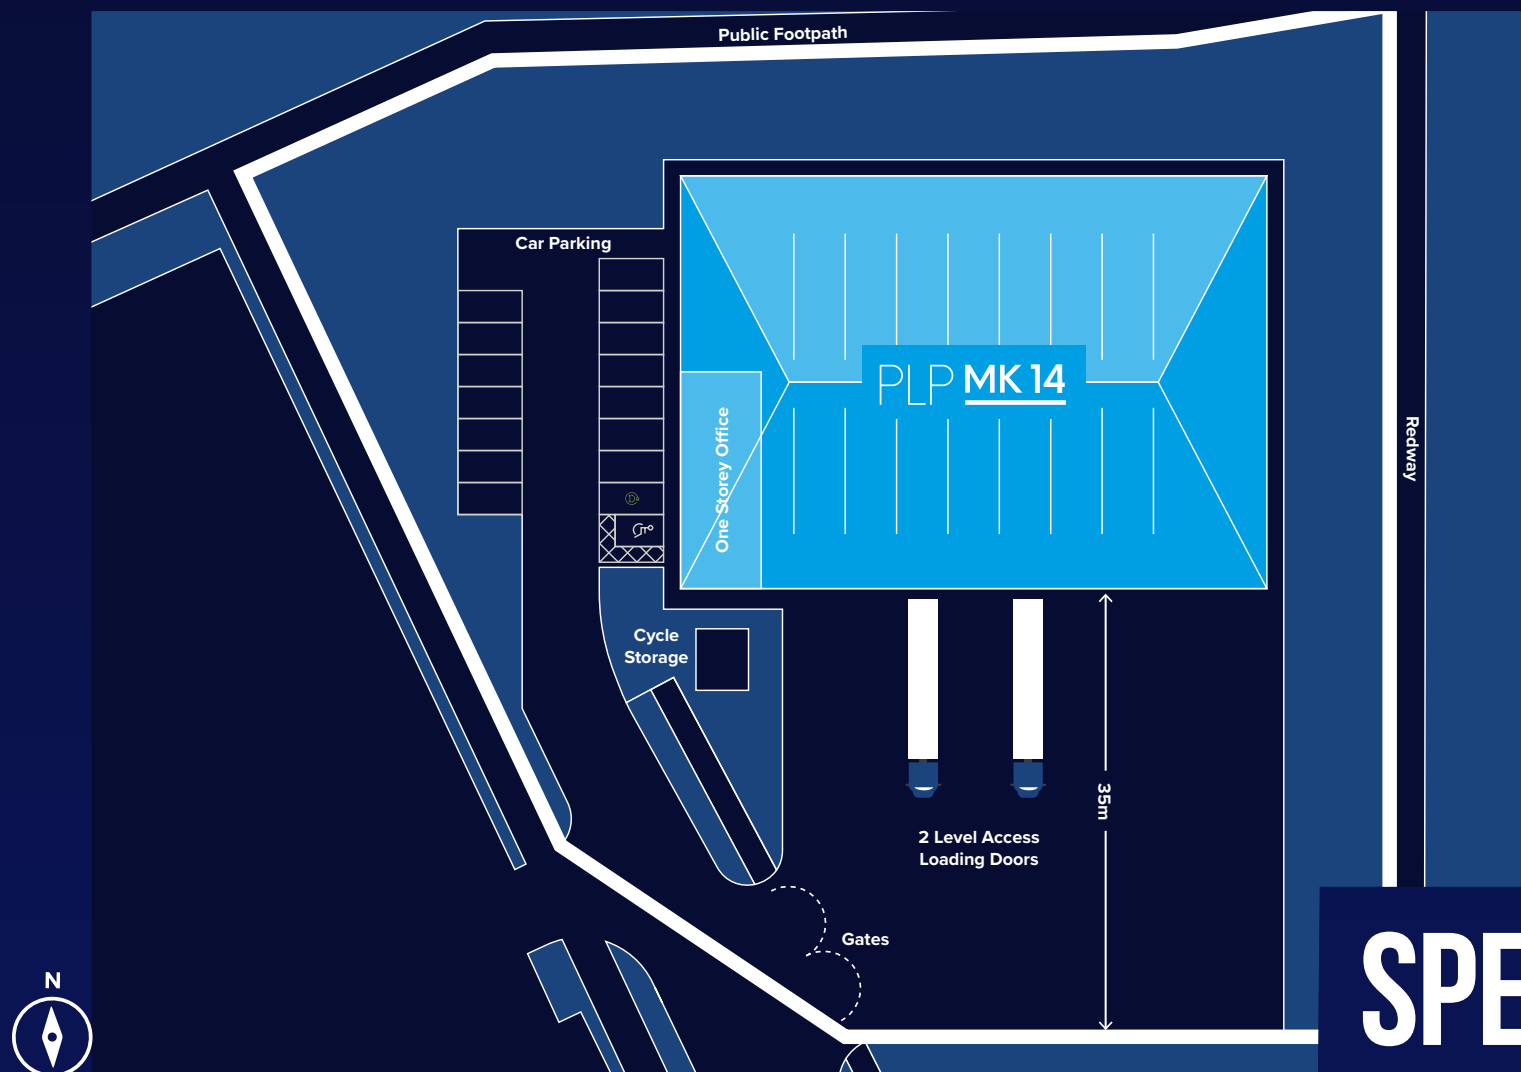 Public Footpath
Car Parking
PLP MK 14
One Storey Office
Redway
Cycle
Storage
35m
2 Level Access
Loading Doors
Gates
N
SPE